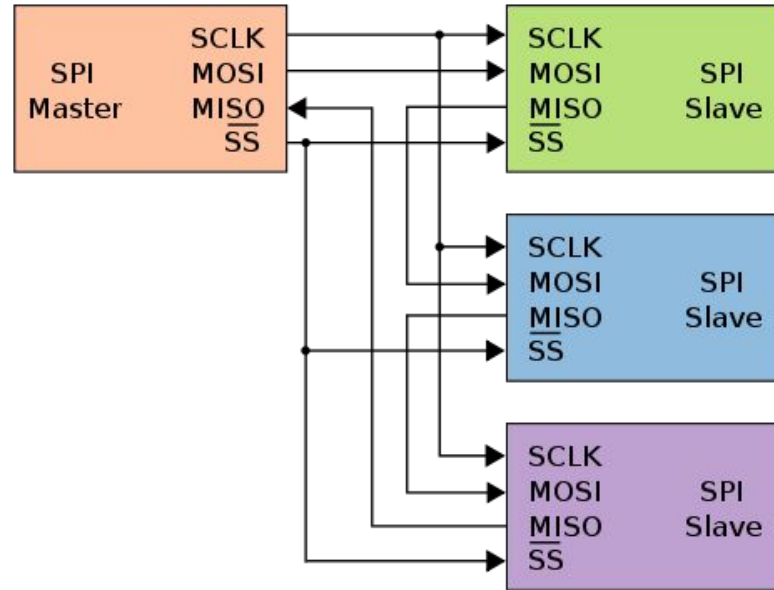 SCLK
SPI MOSI
Master MISO
SS
SCLK
MOSI SPI
MISO Slave
SS
SCLK
MOSI SPI
MISO Slave
SS
SCLK
MOSI SPI
MISO Slave
SS